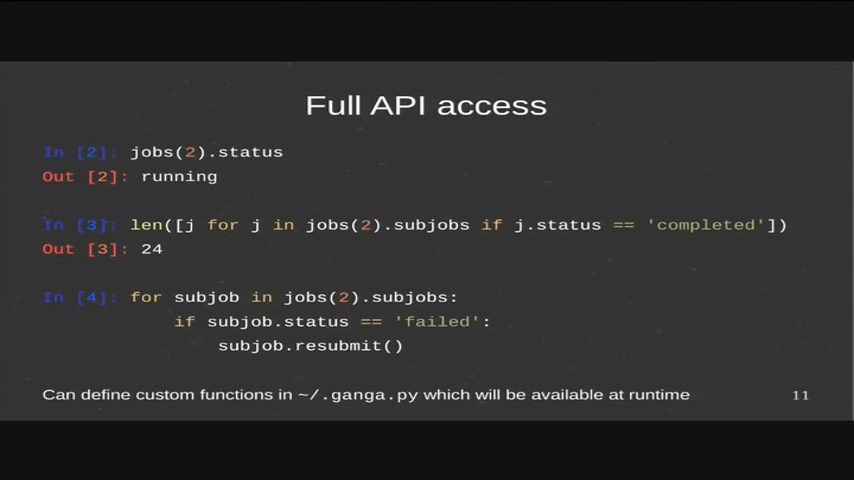 Full API access
In [2]: jobs(2).status
Out [2]: running
In [3]: len([j for j in jobs(2).subjobs if j.status == 'completed'])
Out [3]: 24
In [4]: for subjob in jobs(2).subjobs:
if subjob.status == 'failed':
subjob.resubmit()
Can define custom functions in ~/.ganga.py which will be available at runtime
11